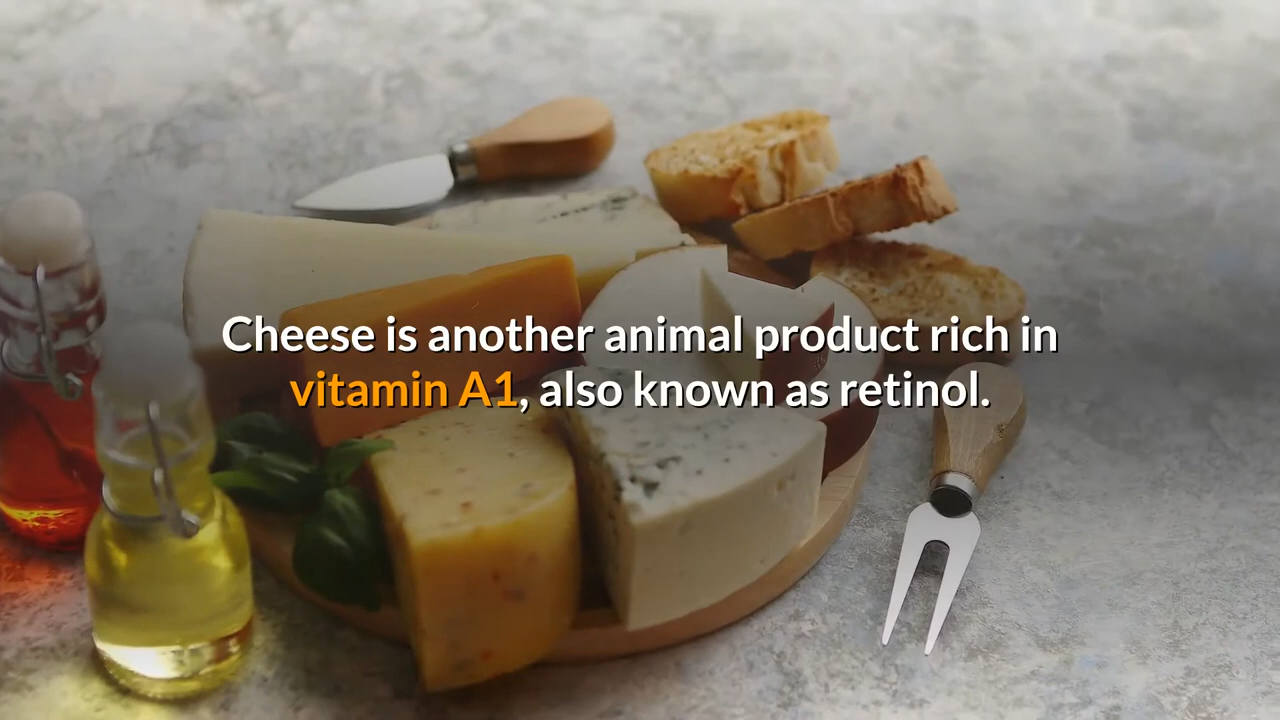 Cheese is another animal product rich in
vitamin A1, also known as retinol.